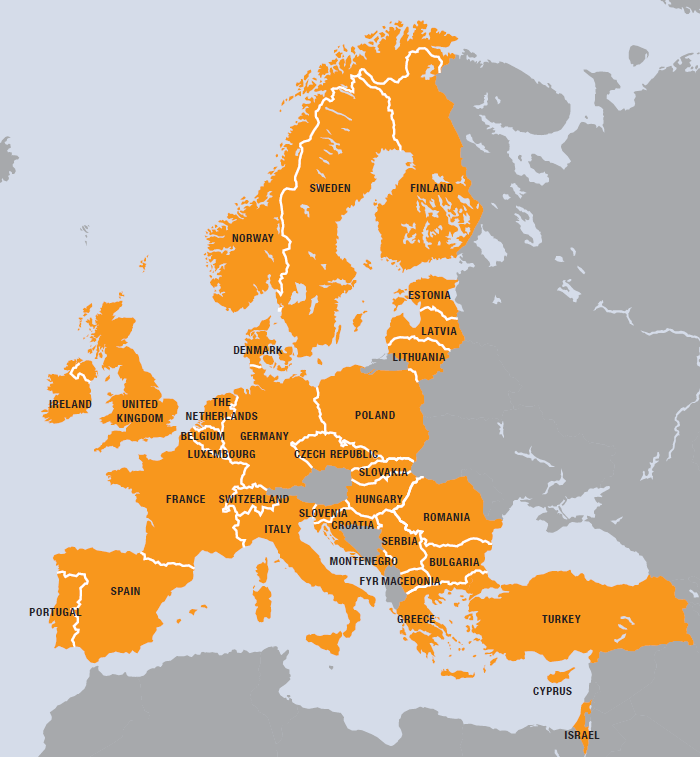 SWEDEN
FINLAND
NORWAY
ESTONIA
LATVIA
DENMARK
LITHUANIA
IRELAND
UNITED
KINGDOM
THE
NETHERLANDS
POLAND
BELGIUM
GERMANY
LUXEMBOURG
CZECH REPUBLIC
SLOVAKIA
FRANCE
SWITZERLAND
HUNGARY
SLOVENIA
ROMANIA
CROATIA
ITALY
SERBIA
MONTENEGRO
BULGARIA
FYR MACEDONIA
SPAIN
PORTUGAL
GREECE
TURKEY
CYPRUS
ISRAEL